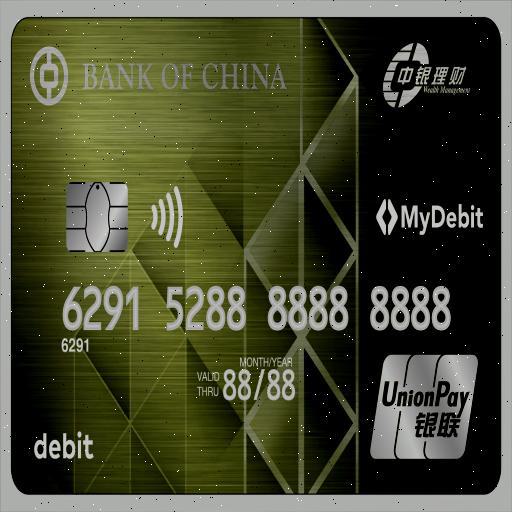 BANK OF CHINA
中银理财
Wealth Management
MyDebit
6291 5288 8888 8888
6291
MONTH/YEAR
VALID THRU 88/88
UnionPay
银联
debit